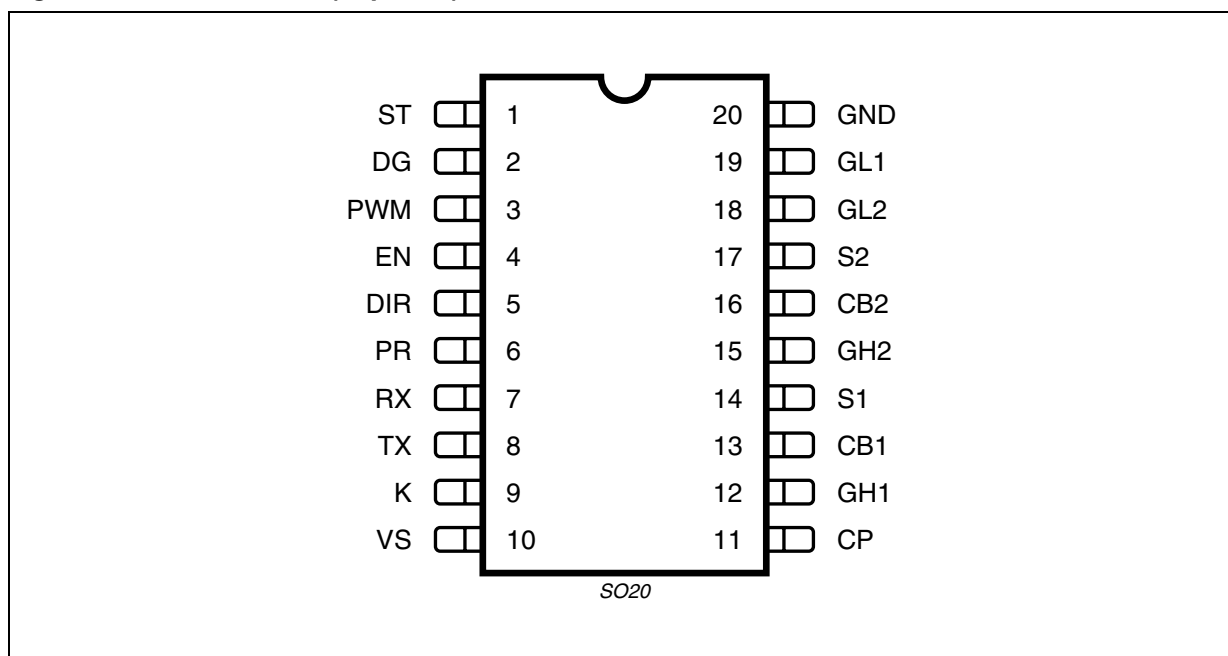 ST 1 20 GND
DG 2 19 GL1
PWM 3 18 GL2
EN 4 17 S2
DIR 5 16 CB2
PR 6 15 GH2
RX 7 14 S1
TX 8 13 CB1
K 9 12 GH1
VS 10 11 CP
SO20